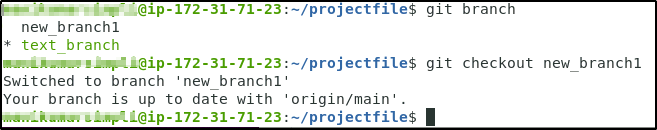 @ip-172-31-71-23:~/projectfile$ git branch
new_branch1
* text_branch
@ip-172-31-71-23:~/projectfile$ git checkout new_branch1
Switched to branch 'new_branch1'
Your branch is up to date with 'origin/main'.
@ip-172-31-71-23:~/projectfile$